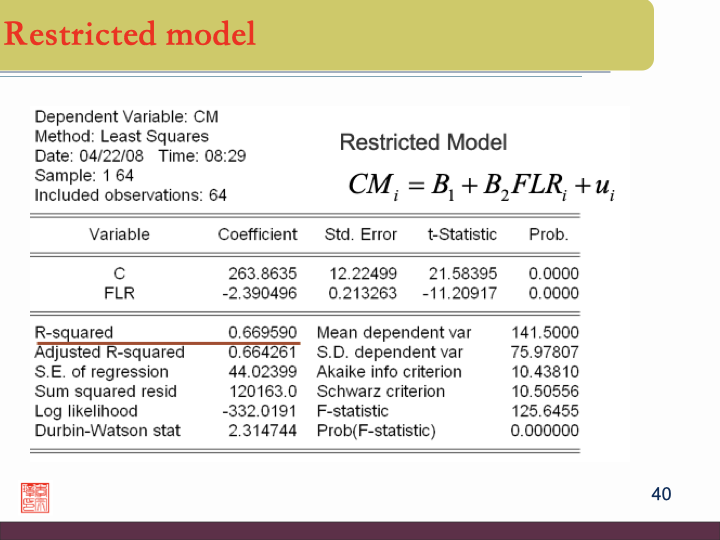 Restricted model
Dependent Variable: CM
Method: Least Squares
Date: 04/22/08 Time: 08:29
Sample: 1 64
Included observations: 64
Restricted Model
CMᵢ = B₁ + B₂FLRᵢ + uᵢ
Variable Coefficient Std. Error t-Statistic Prob.
C 263.8635 12.22499 21.58395 0.0000
FLR -2.390496 0.213263 -11.20917 0.0000
R-squared 0.669590 Mean dependent var 141.5000
Adjusted R-squared 0.664261 S.D. dependent var 75.97807
S.E. of regression 44.02399 Akaike info criterion 10.43810
Sum squared resid 120163.0 Schwarz criterion 10.50556
Log likelihood -332.0191 F-statistic 125.6455
Durbin-Watson stat 2.314744 Prob(F-statistic) 0.000000
40